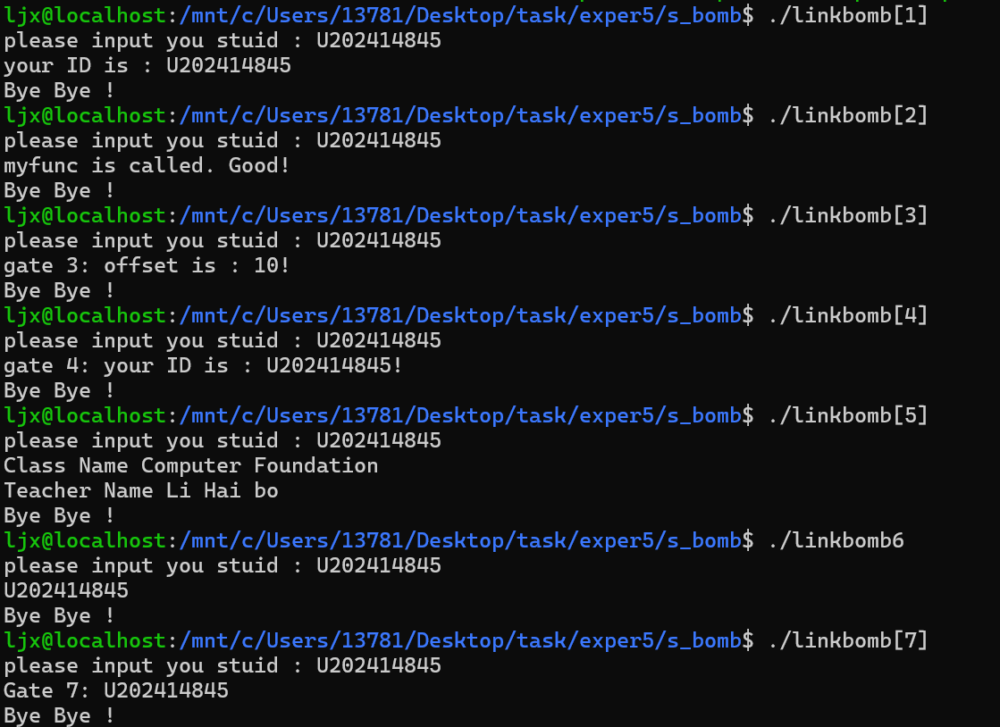 ljx@localhost:/mnt/c/Users/13781/Desktop/task/exper5/s_bomb$ ./linkbomb[1]
please input you stuid : U202414845
your ID is : U202414845
Bye Bye !
ljx@localhost:/mnt/c/Users/13781/Desktop/task/exper5/s_bomb$ ./linkbomb[2]
please input you stuid : U202414845
myfunc is called. Good!
Bye Bye !
ljx@localhost:/mnt/c/Users/13781/Desktop/task/exper5/s_bomb$ ./linkbomb[3]
please input you stuid : U202414845
gate 3: offset is : 10!
Bye Bye !
ljx@localhost:/mnt/c/Users/13781/Desktop/task/exper5/s_bomb$ ./linkbomb[4]
please input you stuid : U202414845
gate 4: your ID is : U202414845!
Bye Bye !
ljx@localhost:/mnt/c/Users/13781/Desktop/task/exper5/s_bomb$ ./linkbomb[5]
please input you stuid : U202414845
Class Name Computer Foundation
Teacher Name Li Hai bo
Bye Bye !
ljx@localhost:/mnt/c/Users/13781/Desktop/task/exper5/s_bomb$ ./linkbomb6
please input you stuid : U202414845
U202414845
Bye Bye !
ljx@localhost:/mnt/c/Users/13781/Desktop/task/exper5/s_bomb$ ./linkbomb[7]
please input you stuid : U202414845
Gate 7: U202414845
Bye Bye !